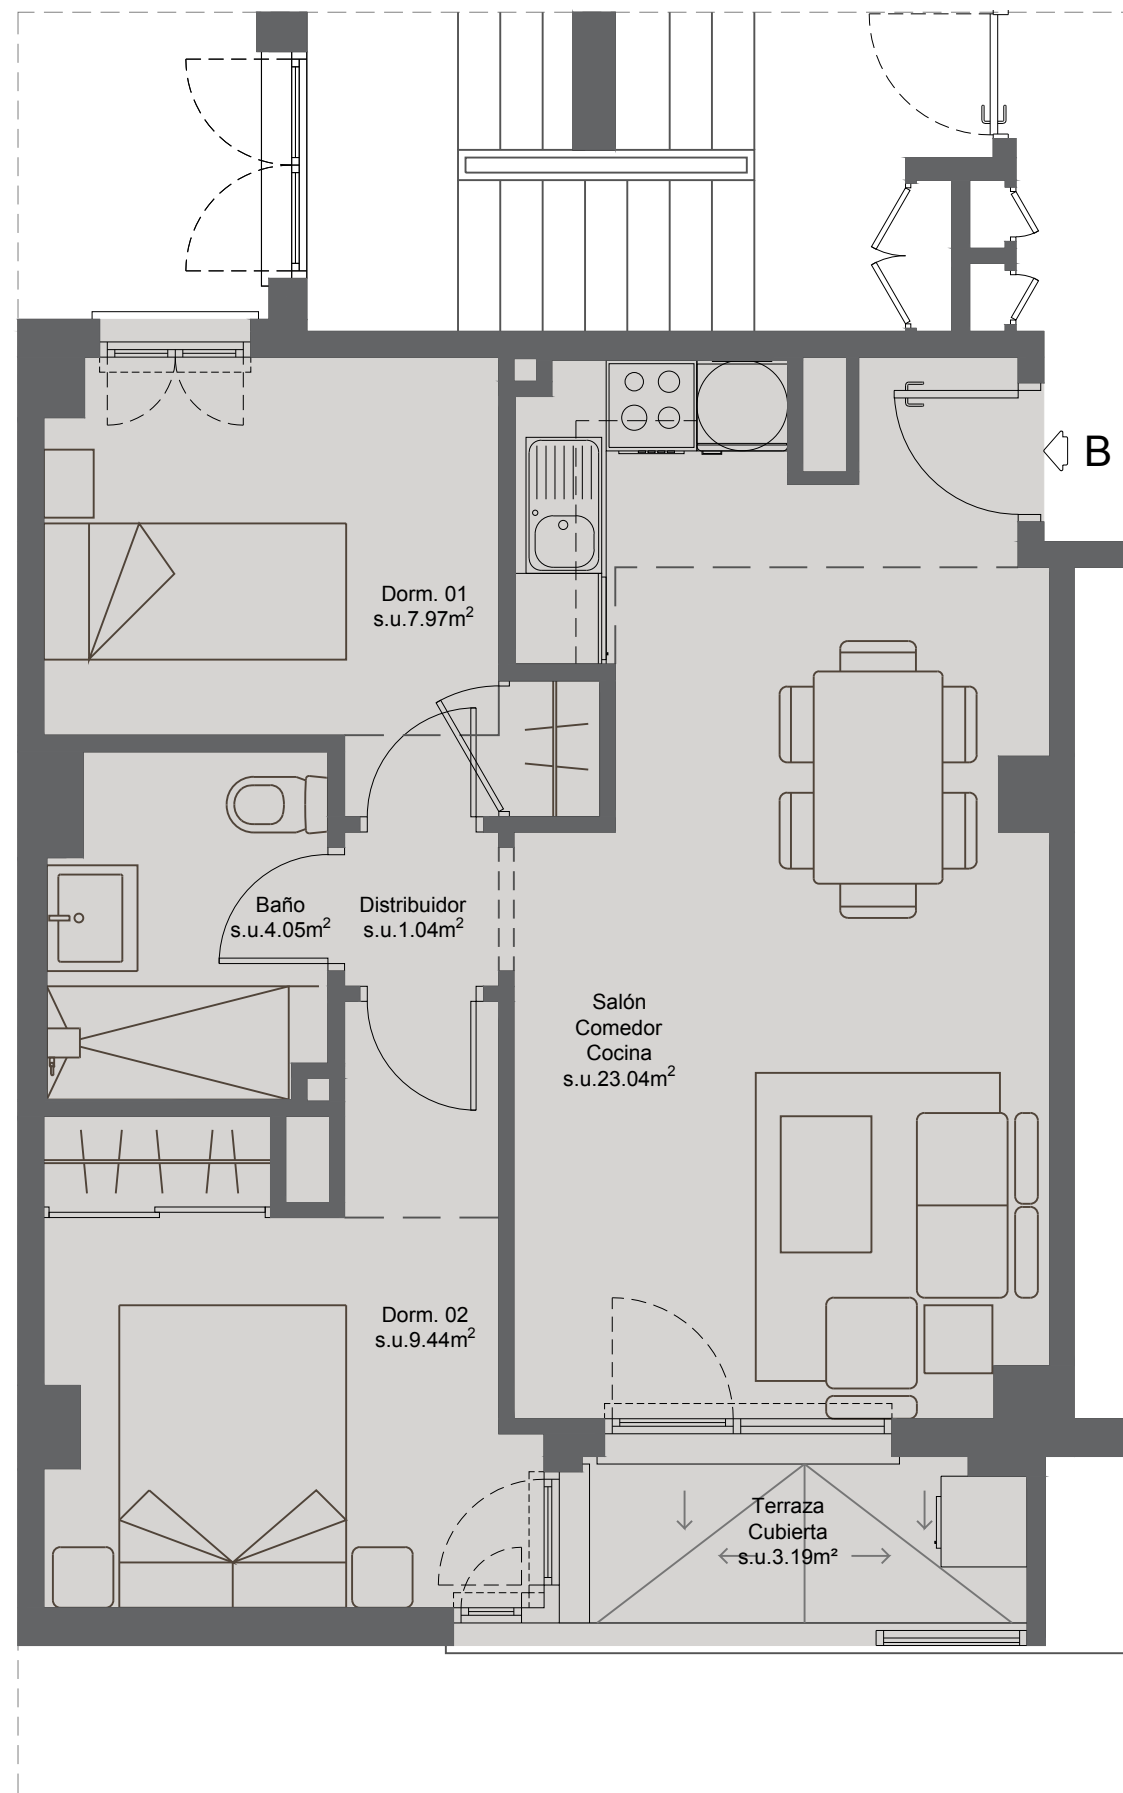 B
Dorm. 01
s.u.7.97m²
Baño
s.u.4.05m²
Distribuidor
s.u.1.04m²
Salón
Comedor
Cocina
s.u.23.04m²
Dorm. 02
s.u.9.44m²
Terraza
Cubierta
s.u.3.19m²